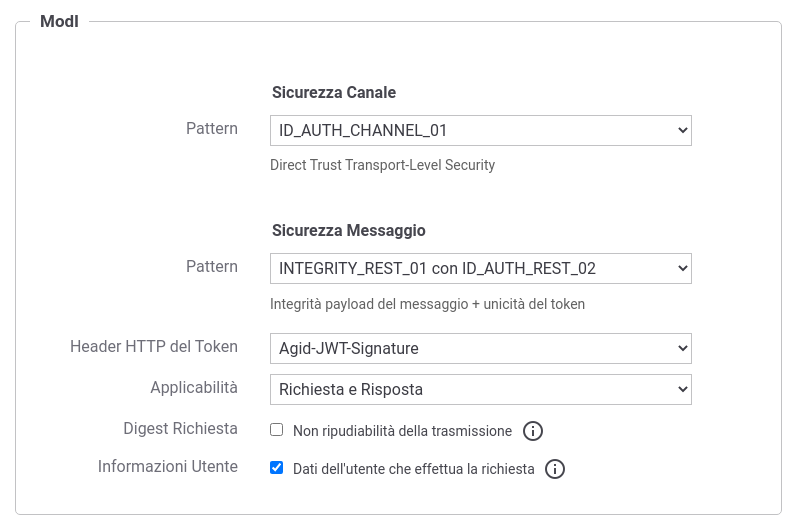 ModI
Sicurezza Canale
Pattern
ID_AUTH_CHANNEL_01
Direct Trust Transport-Level Security
Sicurezza Messaggio
Pattern
INTEGRITY_REST_01 con ID_AUTH_REST_02
Integrità payload del messaggio + unicità del token
Header HTTP del Token
Agid-JWT-Signature
Applicabilità
Richiesta e Risposta
Digest Richiesta
Non ripudiabilità della trasmissione
Informazioni Utente
Dati dell'utente che effettua la richiesta